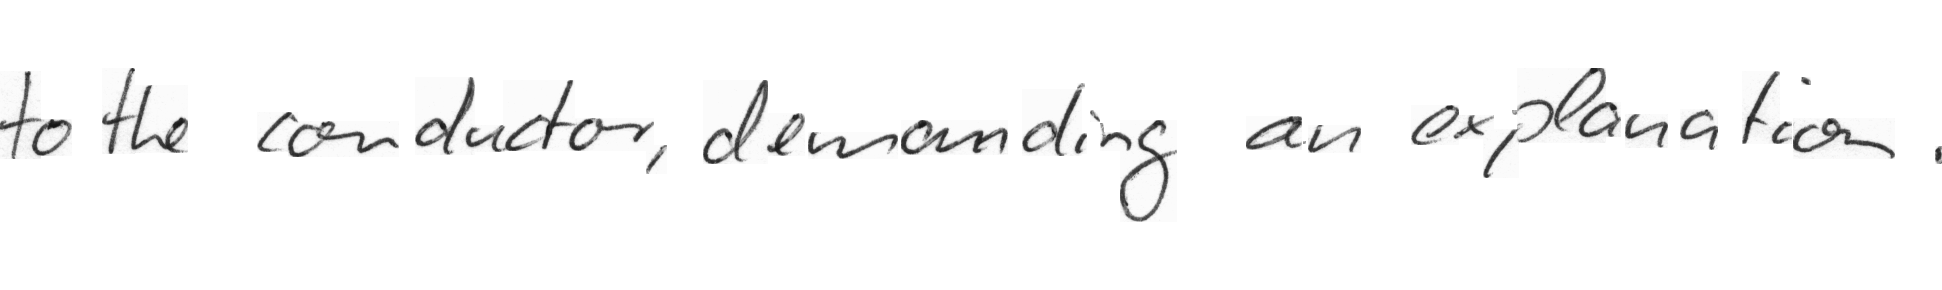 to the conductor, demanding an explanation.